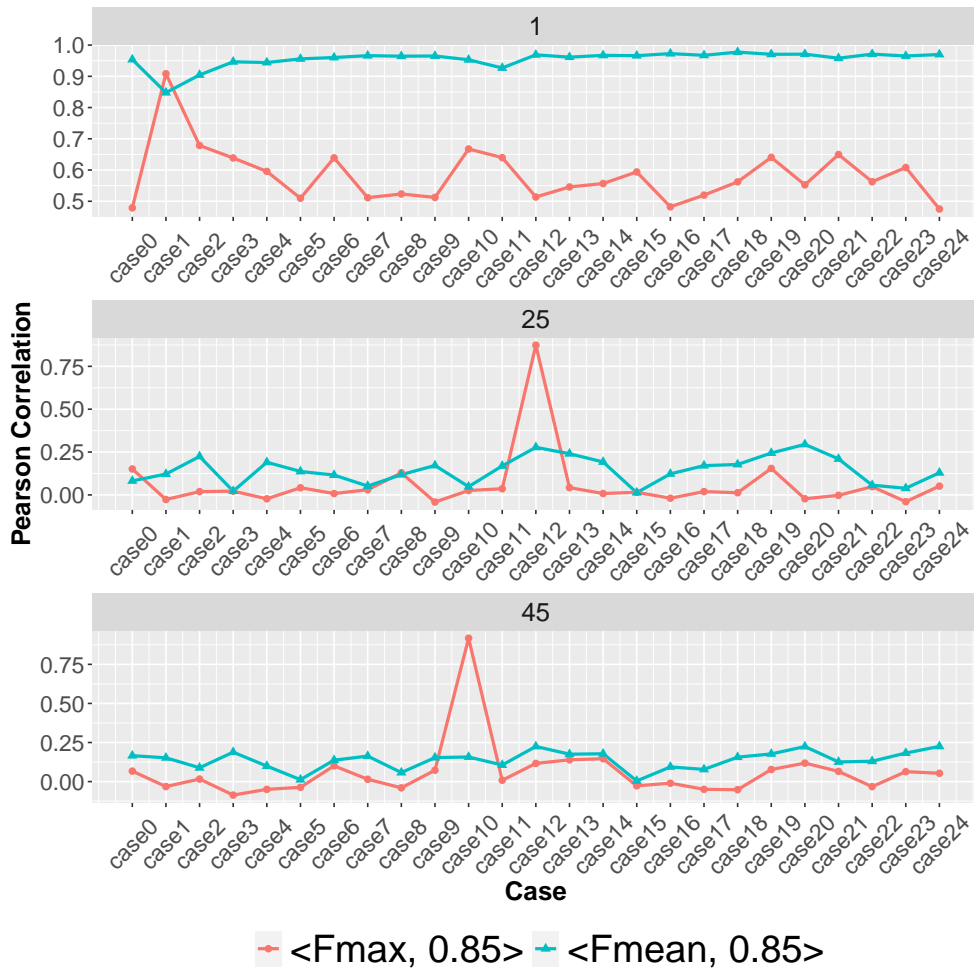 1
1.0
0.9
0.8
0.7
0.6
0.5
case0 case1 case2 case3 case4 case5 case6 case7 case8 case9 case10 case11 case12 case13 case14 case15 case16 case17 case18 case19 case20 case21 case22 case23 case24
Pearson Correlation
25
0.75
0.50
0.25
0.00
case0 case1 case2 case3 case4 case5 case6 case7 case8 case9 case10 case11 case12 case13 case14 case15 case16 case17 case18 case19 case20 case21 case22 case23 case24
45
0.75
0.50
0.25
0.00
case0 case1 case2 case3 case4 case5 case6 case7 case8 case9 case10 case11 case12 case13 case14 case15 case16 case17 case18 case19 case20 case21 case22 case23 case24
Case
<Fmax, 0.85> <Fmean, 0.85>